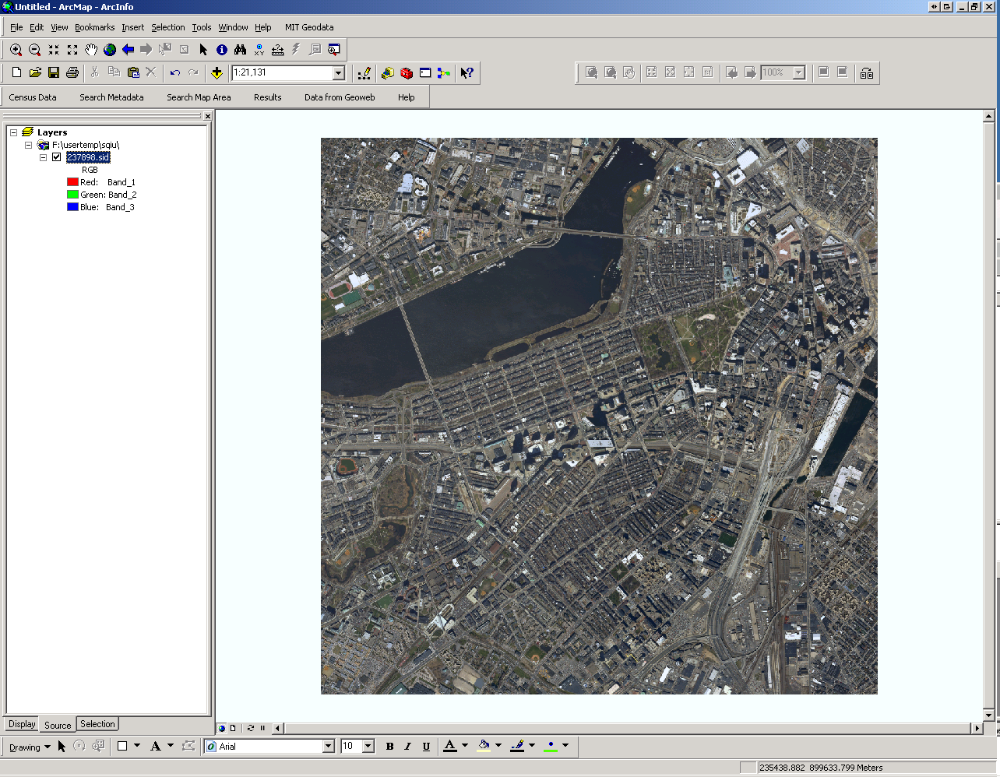 Untitled - ArcMap - ArcInfo
File Edit View Bookmarks Insert Selection Tools Window Help MIT Geodata
XY
1:21,131
100%
Census Data Search Metadata Search Map Area Results Data from Geoweb Help
Layers
F:\usertemp\sqiu\
237898.sid
RGB
Red: Band_1
Green: Band_2
Blue: Band_3
Display Source Selection
Drawing A Arial 10 B I U A
235438.882 899633.799 Meters